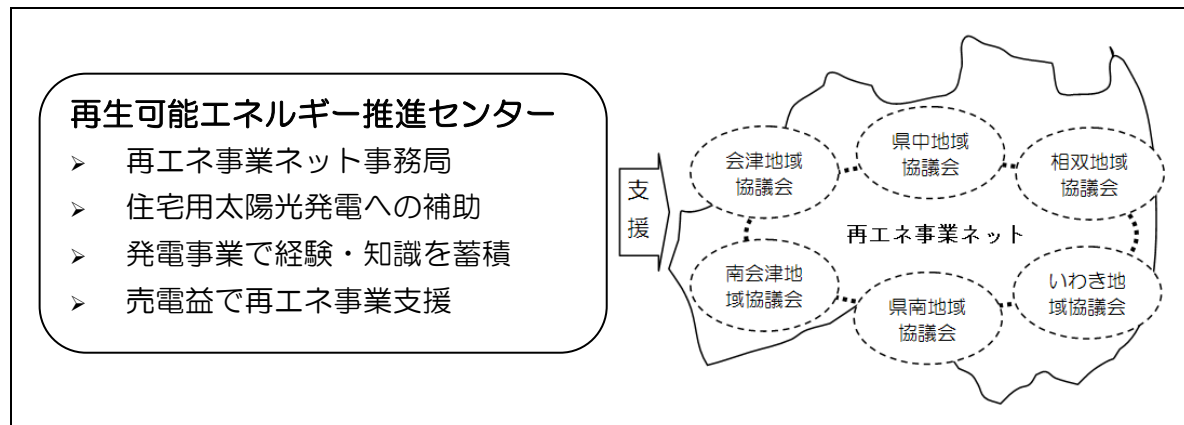 再生可能エネルギー推進センター
➢ 再エネ事業ネット事務局
➢ 住宅用太陽光発電への補助
➢ 発電事業で経験・知識を蓄積
➢ 売電益で再エネ事業支援
支
援
会津地域
協議会
県中地域
協議会
相双地域
協議会
再エネ事業ネット
南会津地
域協議会
県南地域
協議会
いわき地
域協議会